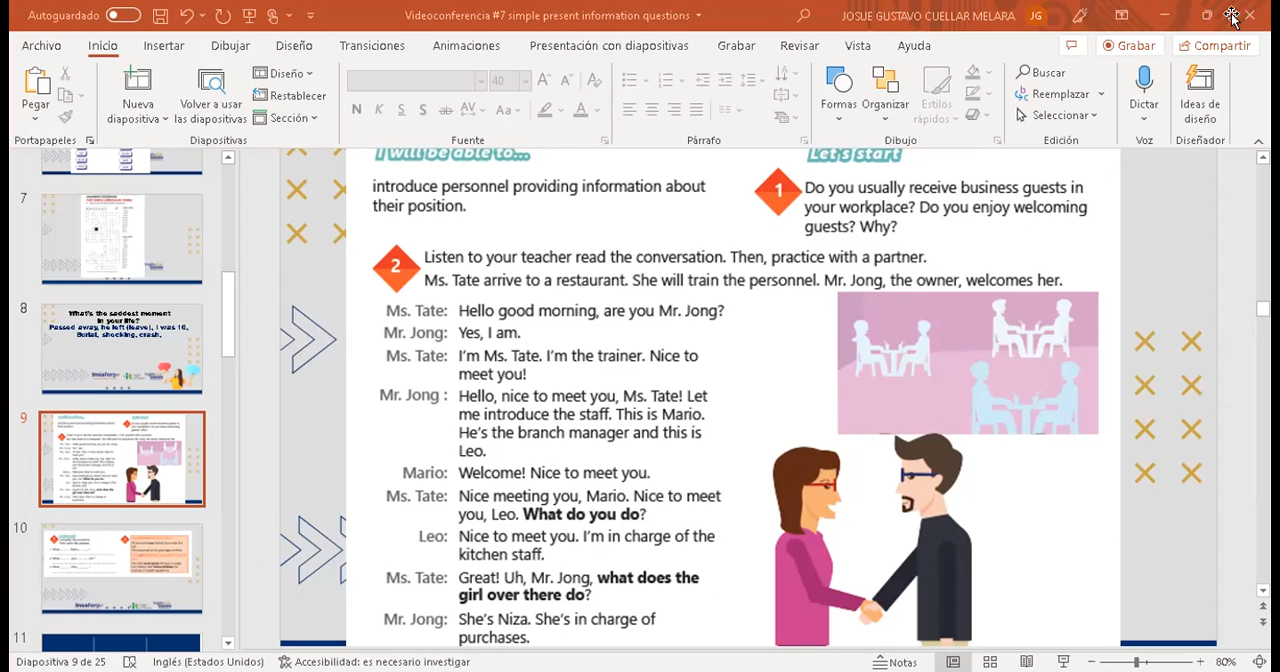 Autoguardado
Videoconferencia #7 simple present information questions
JOSUE GUSTAVO CUELLAR MELARA
JG
Archivo Inicio Insertar Dibujar Diseño Transiciones Animaciones Presentación con diapositivas Grabar Revisar Vista Ayuda
Grabar
Compartir
Pegar
Nueva
diapositiva
Volver a usar
las diapositivas
Diseño
Restablecer
Sección
40
N K S S ab AV Aa
Formas
Organizar
Estilos
rápidos
Buscar
Reemplazar
Seleccionar
Dictar
Ideas de
diseño
Portapapeles
Diapositivas
Fuente
Párrafo
Dibujo
Edición
Voz
Diseñador
7
8
What's the saddest moment
in your life?
Passed away, he left (leave), I was 16,
Burial, shocking, crash,
Insaforp
9
10
Insaforp
11
I will be able to...
introduce personnel providing information about
their position.
Let's start
1
Do you usually receive business guests in
your workplace? Do you enjoy welcoming
guests? Why?
2
Listen to your teacher read the conversation. Then, practice with a partner.
Ms. Tate arrive to a restaurant. She will train the personnel. Mr. Jong, the owner, welcomes her.
Ms. Tate: Hello good morning, are you Mr. Jong?
Mr. Jong: Yes, I am.
Ms. Tate: I'm Ms. Tate. I'm the trainer. Nice to
meet you!
Mr. Jong : Hello, nice to meet you, Ms. Tate! Let
me introduce the staff. This is Mario.
He's the branch manager and this is
Leo.
Mario: Welcome! Nice to meet you.
Ms. Tate: Nice meeting you, Mario. Nice to meet
you, Leo. What do you do?
Leo: Nice to meet you. I'm in charge of the
kitchen staff.
Ms. Tate: Great! Uh, Mr. Jong, what does the
girl over there do?
Mr. Jong: She's Niza. She's in charge of
purchases.
Diapositiva 9 de 25
Inglés (Estados Unidos)
Accesibilidad: es necesario investigar
Notas
80%